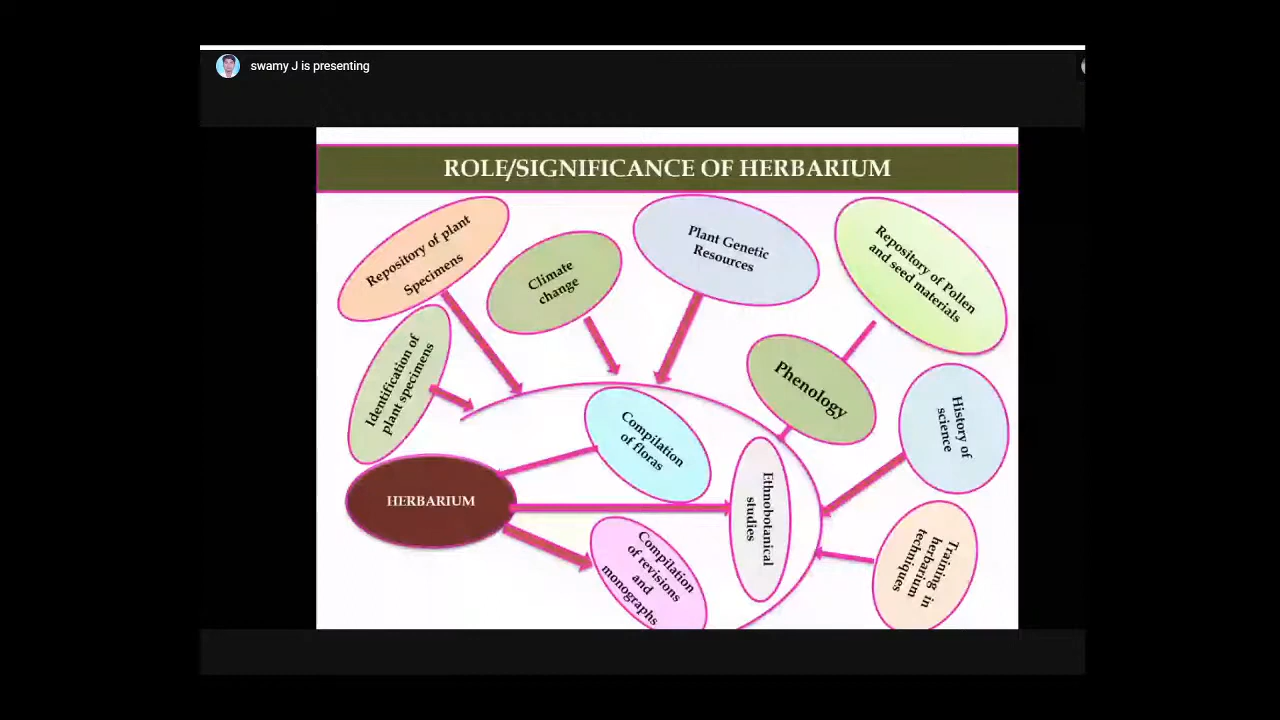 swamy J is presenting
ROLE/SIGNIFICANCE OF HERBARIUM
Repository of plant
Specimens
Climate
change
Plant Genetic
Resources
Repository of Pollen
and seed materials
Identification of
plant specimens
Phenology
History of
science
Compilation
of floras
HERBARIUM
Ethnobotanical
studies
Compilation
of revisions
and
monographs
Training in
herbarium
techniques